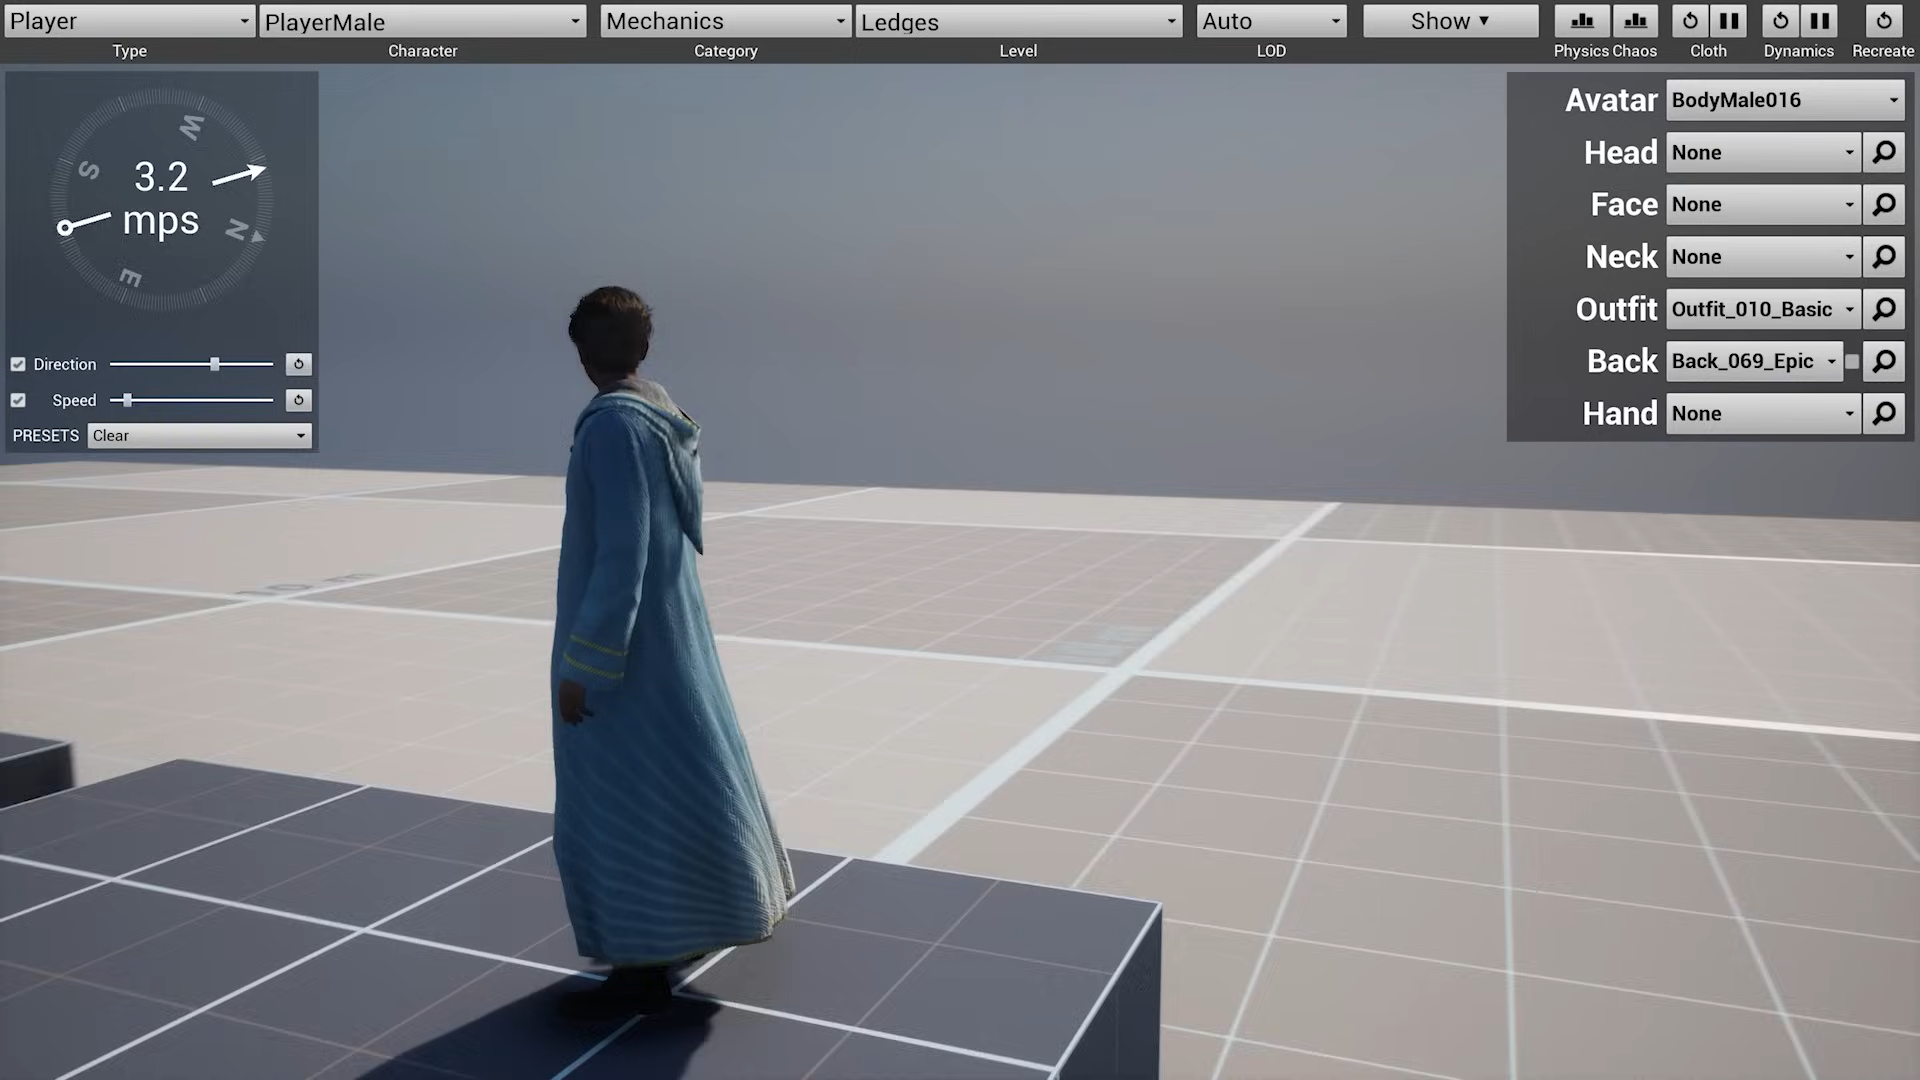 Player PlayerMale Mechanics Ledges Auto Show
Type Character Category Level LOD Physics Chaos Cloth Dynamics Recreate
W
S
3.2
mps
N
E
Direction
Speed
PRESETS Clear
Avatar BodyMale016
Head None
Face None
Neck None
Outfit Outfit_010_Basic
Back Back_069_Epic
Hand None